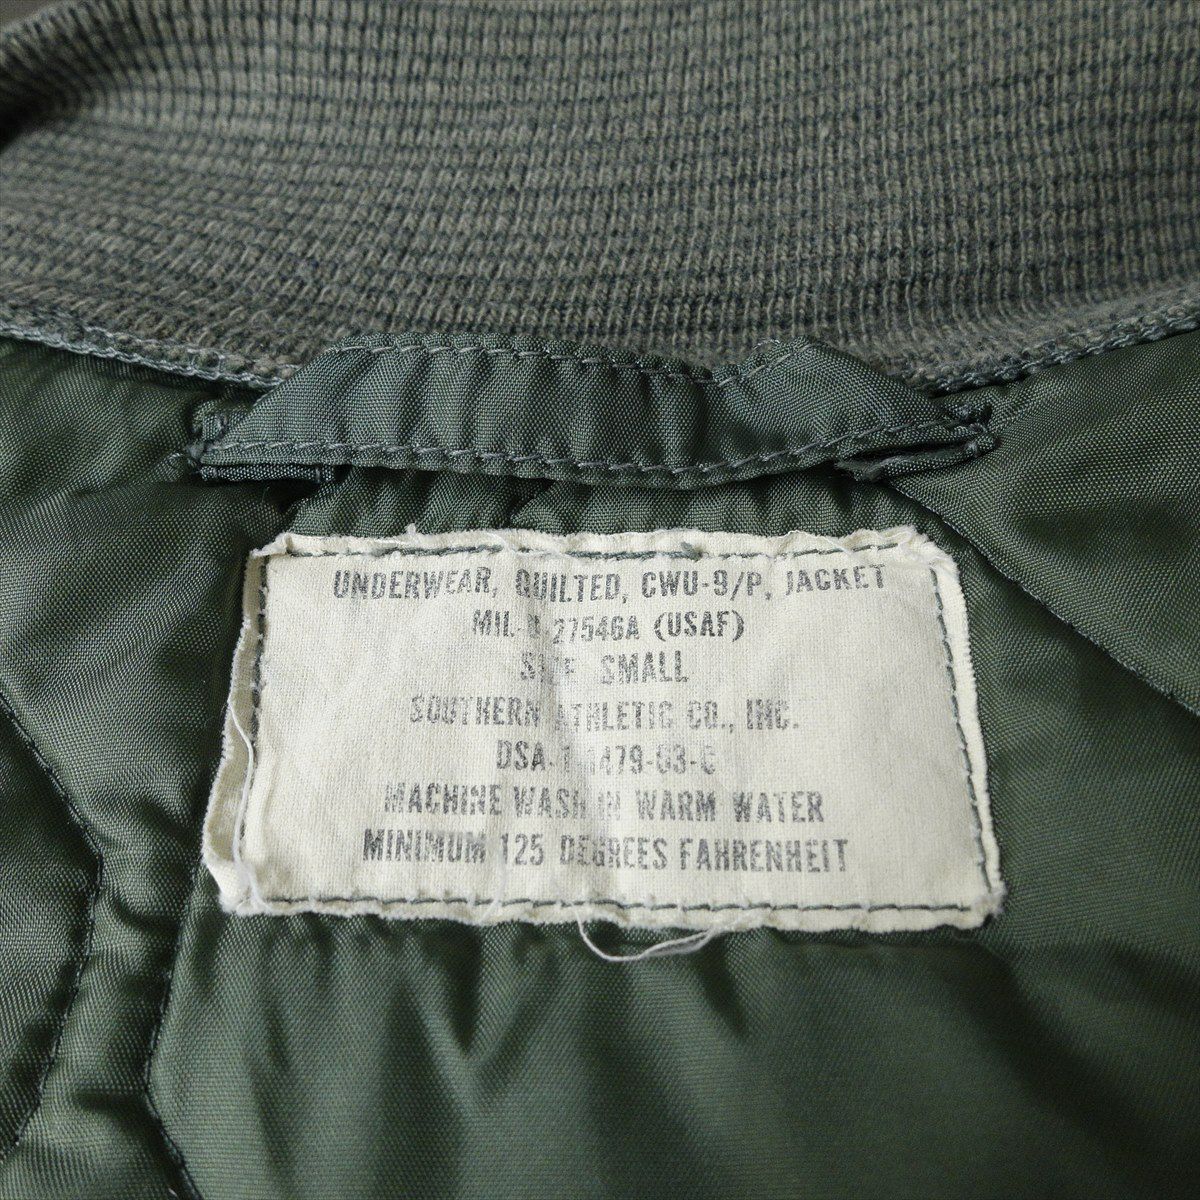 UNDERWEAR, QUILTED, CWU-9/P, JACKET
27546A (USAF)
SIZE SMALL
SOUTHERN ATHLETIC CO., INC.
MACHINE WASH IN WARM WATER
MINIMUM 125 DEGREES FAHRENHEIT